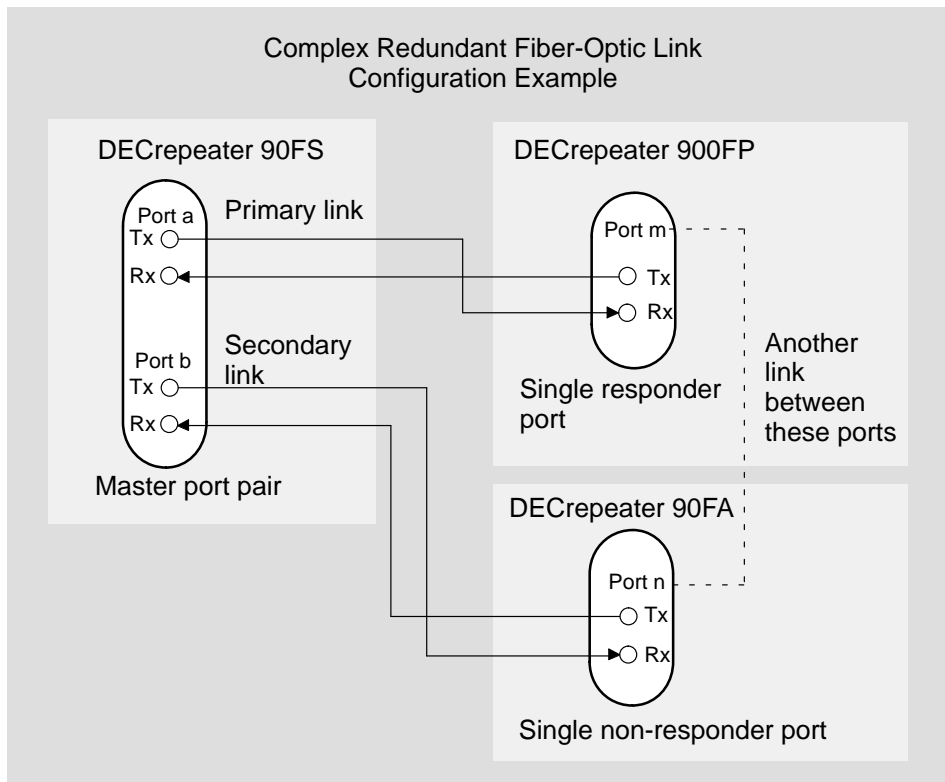 Complex Redundant Fiber-Optic Link
Configuration Example
DECrepeater 90FS
Port a
Tx
Rx
Port b
Tx
Rx
Master port pair
Primary link
Secondary
link
DECrepeater 900FP
Port m
Tx
Rx
Single responder
port
Another
link
between
these ports
DECrepeater 90FA
Port n
Tx
Rx
Single non-responder port